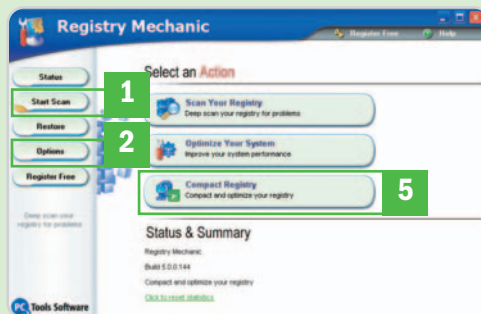 Registry Mechanic
Register Free Help
Status
Start Scan
1
Restore
Options
2
Register Free
Deep scan your
registry for problems
PC Tools Software
Select an Action
Scan Your Registry
Deep scan your registry for problems
Optimize Your System
Improve your system performance
Compact Registry
Compact and optimize your registry
5
Status & Summary
Registry Mechanic
Build 5.0.0.144
Compact and optimize your registry
Click to reset statistics